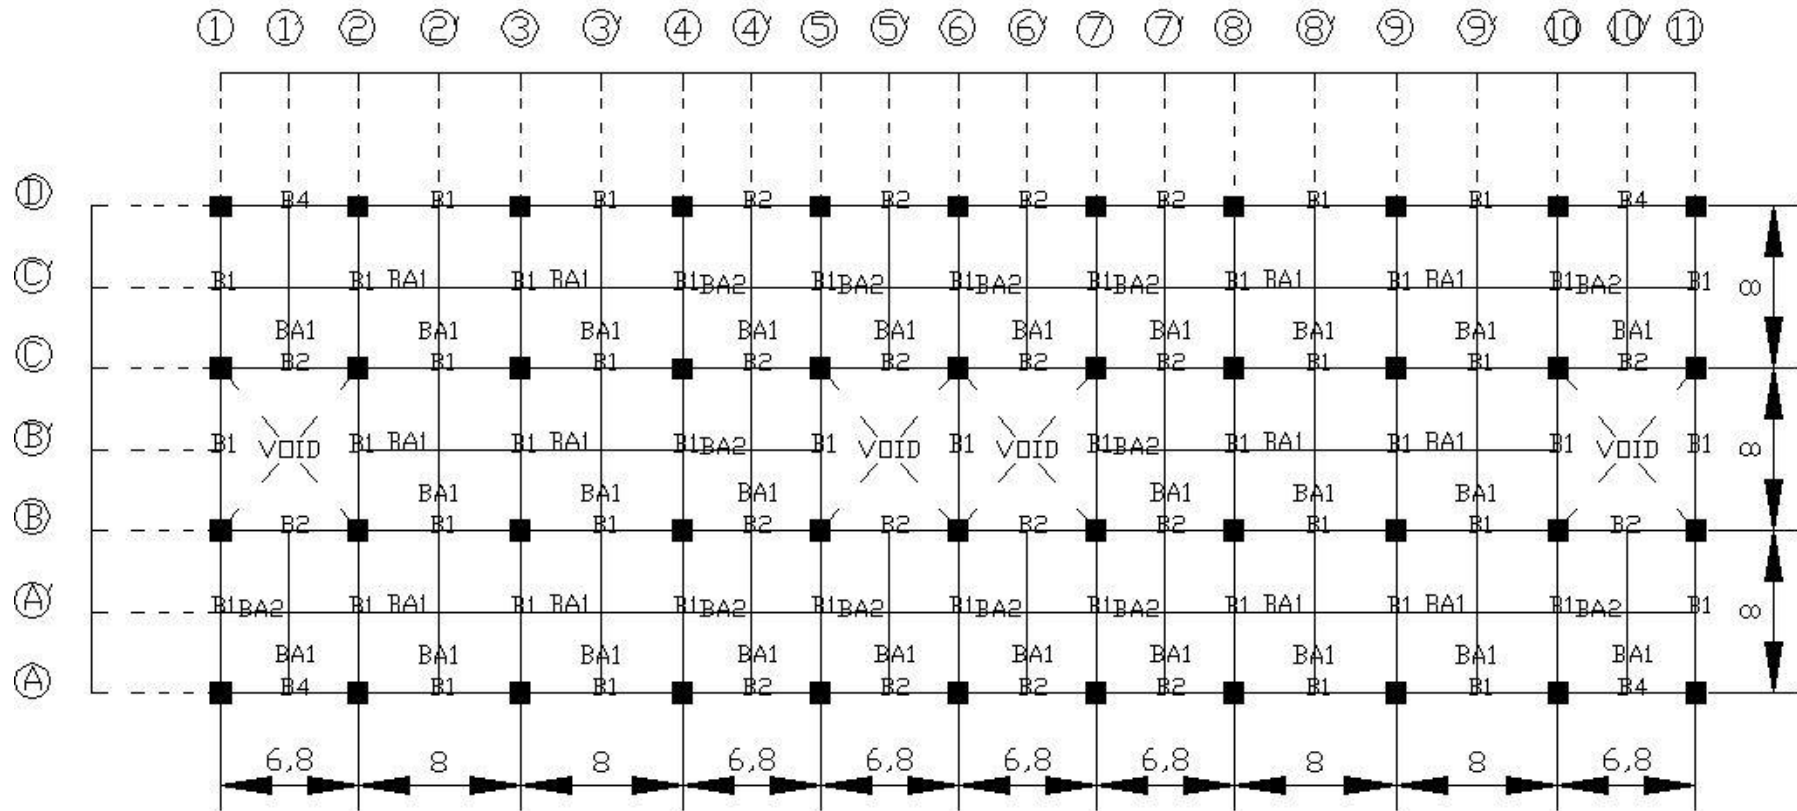 1 1' 2 2' 3 3' 4 4' 5 5' 6 6' 7 7' 8 8' 9 9' 10 10' 11
D B4 B1 B1 B2 B2 B2 B2 B1 B1 B4
C' B1 B1 BA1 B1 BA1 B1 BA2 B1 BA2 B1 BA2 B1 BA2 B1 BA1 B1 BA1 B1 BA2 B1 8
BA1 BA1 BA1 BA1 BA1 BA1 BA1 BA1 BA1 BA1
C B2 B1 B1 B2 B2 B2 B2 B1 B1 B2
B' B1 VOID B1 BA1 B1 BA1 B1 BA2 B1 VOID B1 VOID B1 BA2 B1 BA1 B1 BA1 B1 VOID B1 8
BA1 BA1 BA1 BA1 BA1 BA1
B B2 B1 B1 B2 B2 B2 B2 B1 B1 B2
A' B1 BA2 B1 BA1 B1 BA1 B1 BA2 B1 BA2 B1 BA2 B1 BA2 B1 BA1 B1 BA1 B1 BA2 B1 8
BA1 BA1 BA1 BA1 BA1 BA1 BA1 BA1 BA1 BA1
A B4 B1 B1 B2 B2 B2 B2 B1 B1 B4
6,8 8 8 6,8 6,8 6,8 6,8 8 8 6,8